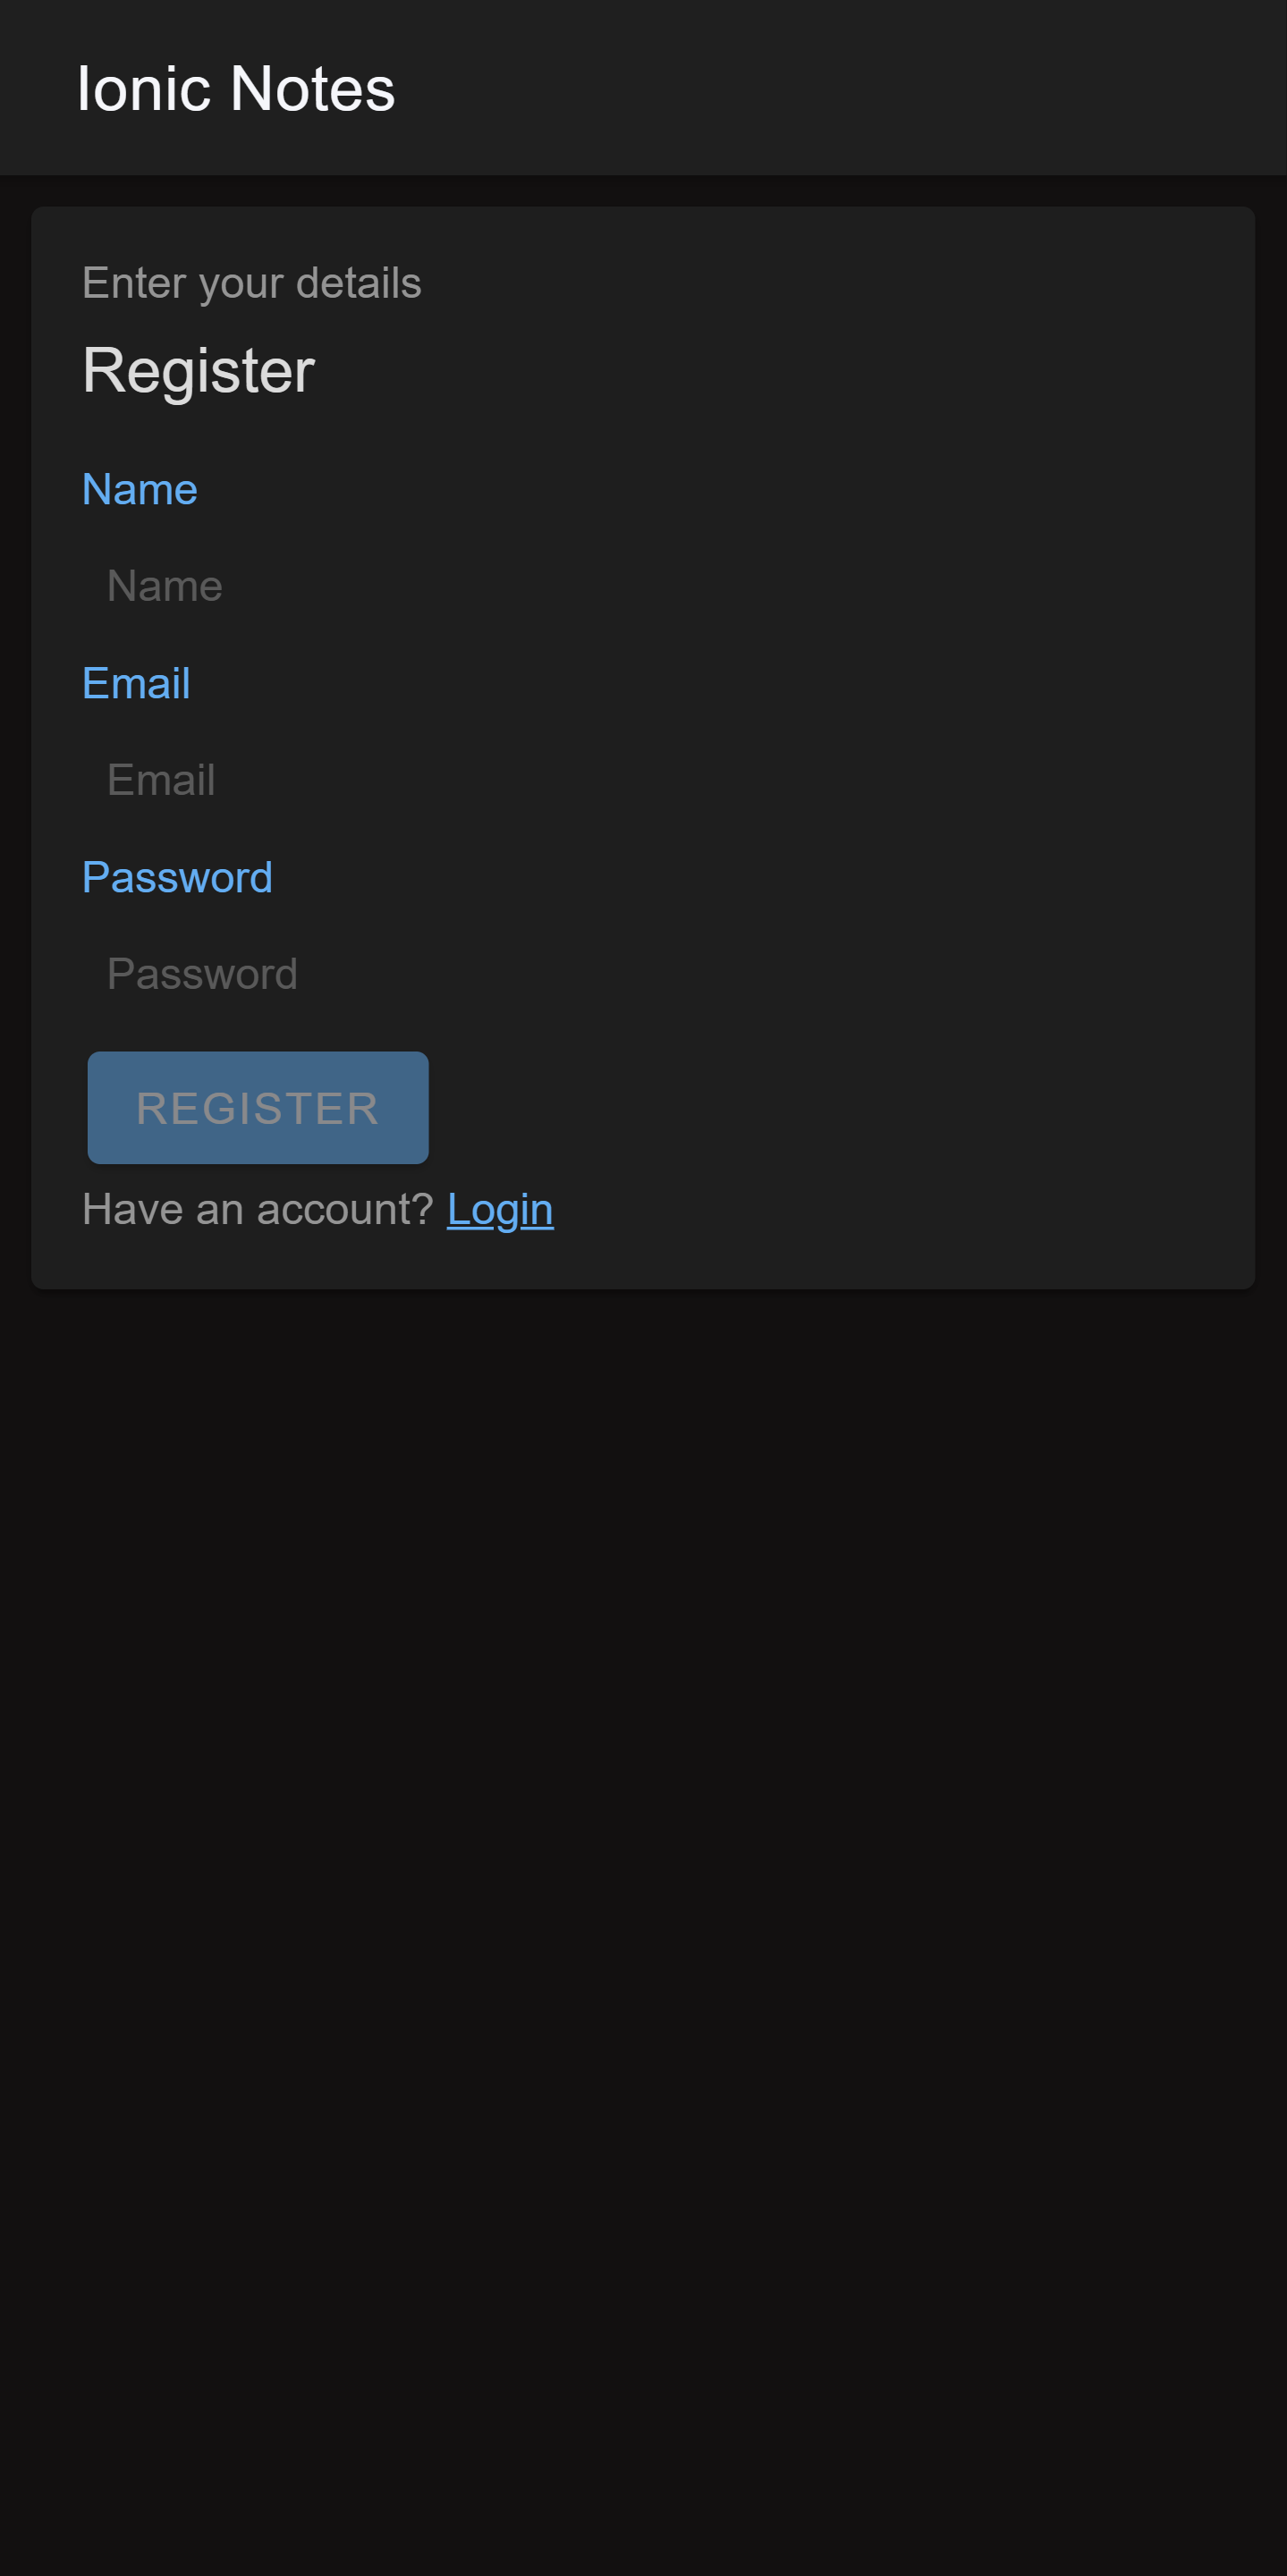 Ionic Notes
Enter your details
Register
Name
Name
Email
Email
Password
Password
REGISTER
Have an account? Login